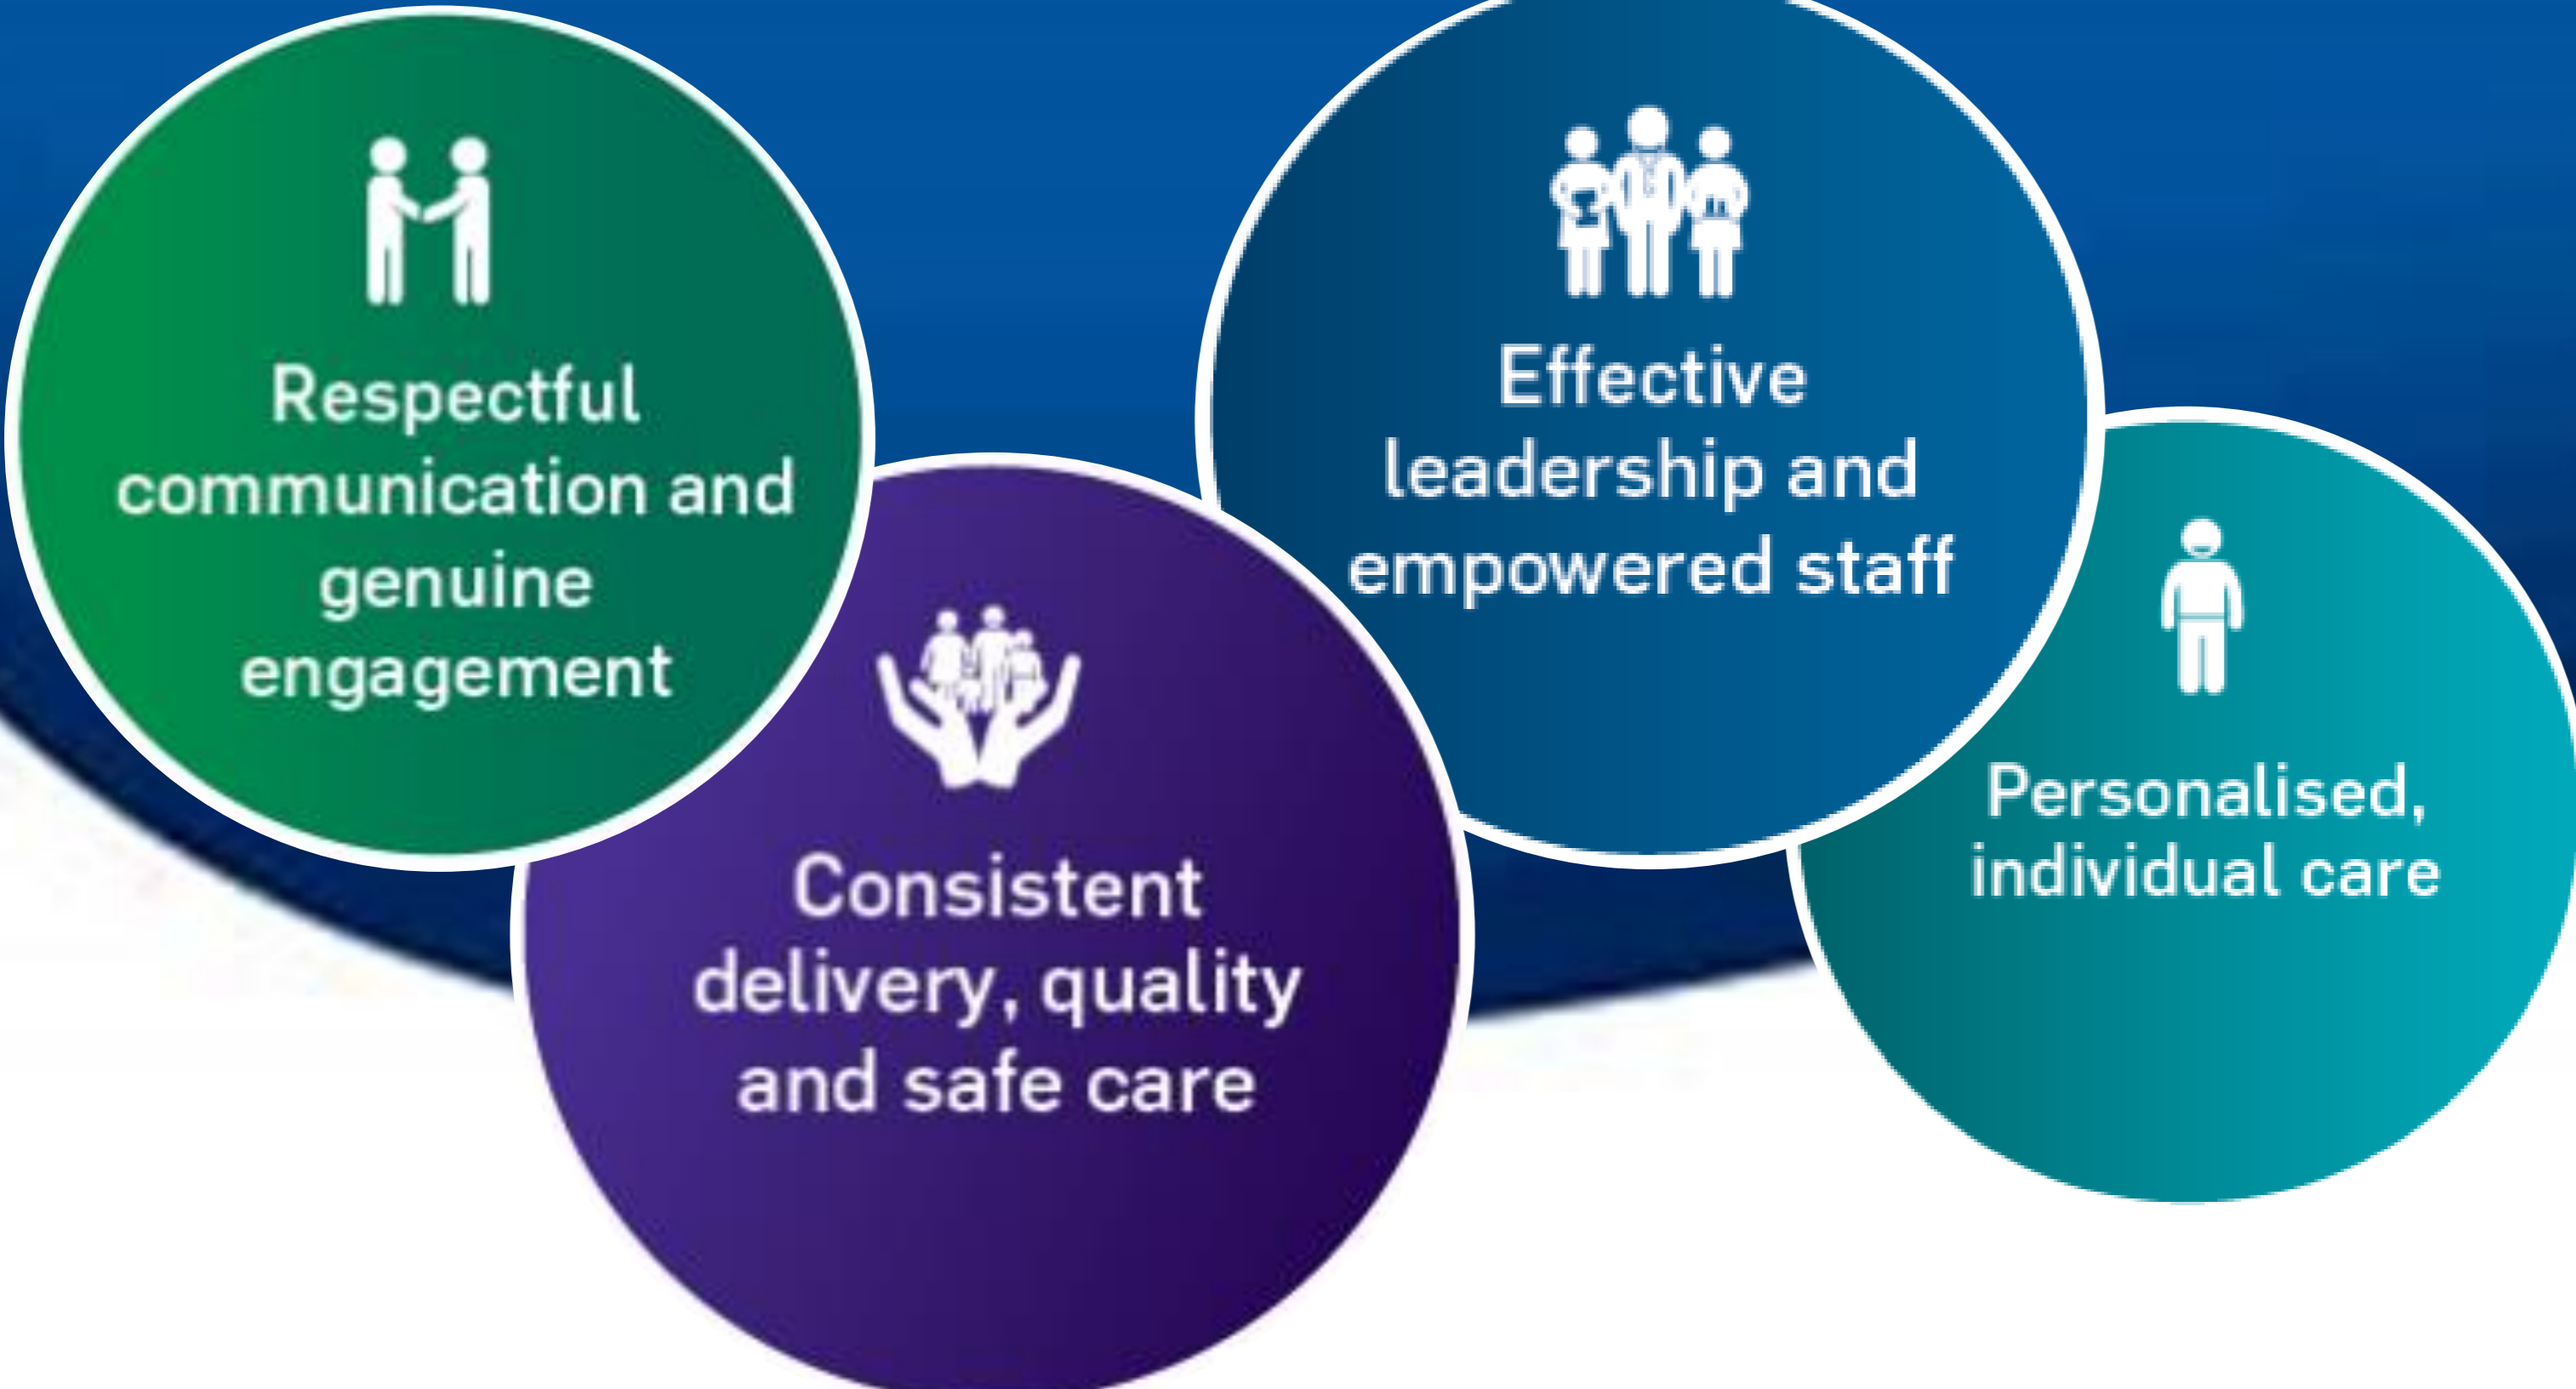 Respectful
communication and
genuine
engagement
Consistent
delivery, quality
and safe care
Effective
leadership and
empowered staff
Personalised,
individual care